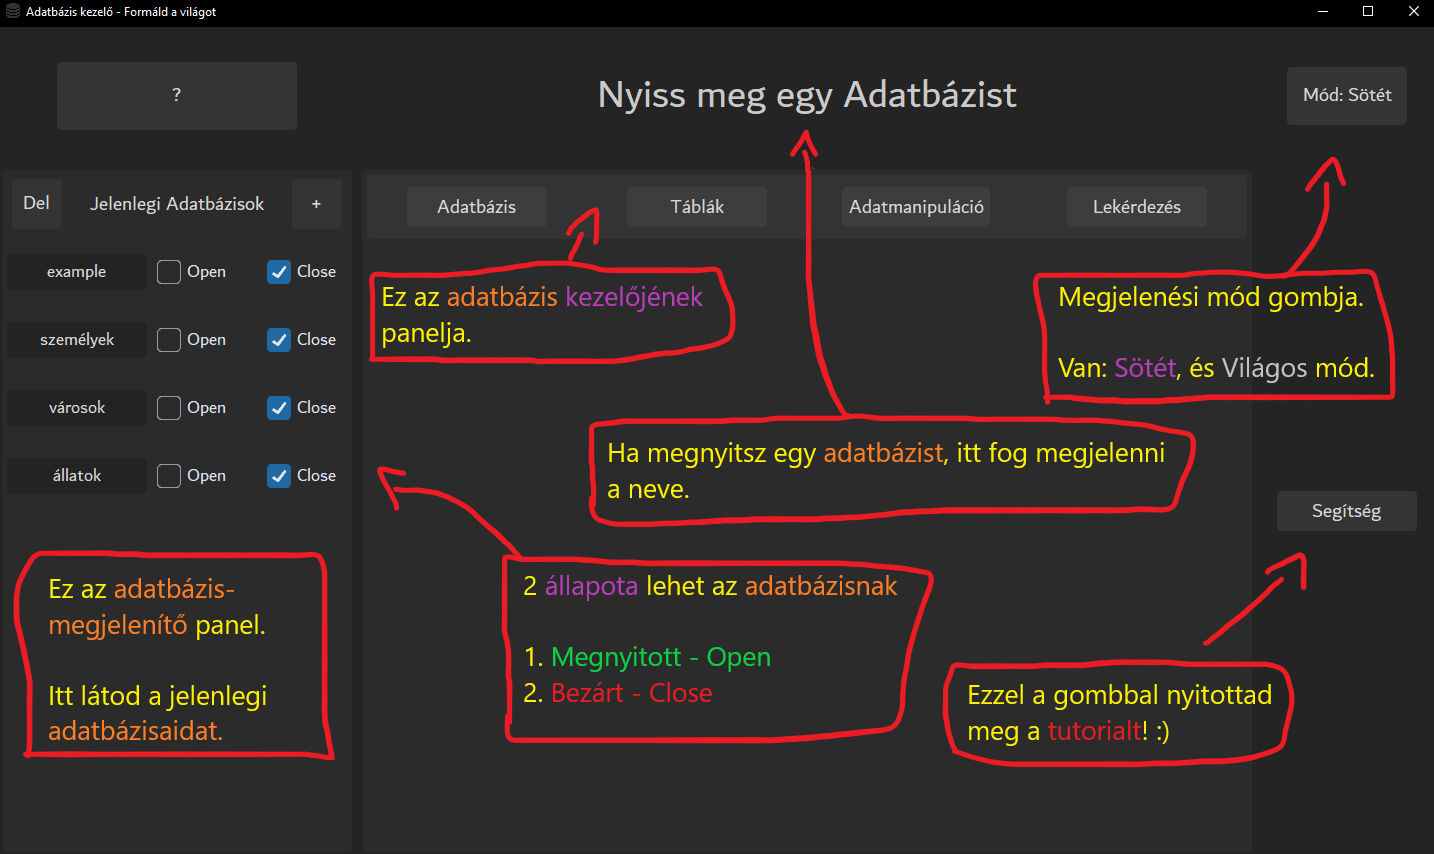 Adatbázis kezelő - Formáld a világot
?
Nyiss meg egy Adatbázist
Mód: Sötét
Del
Jelenlegi Adatbázisok
+
Adatbázis
Táblák
Adatmanipuláció
Lekérdezés
example Open Close
személyek Open Close
városok Open Close
állatok Open Close
Ez az adatbázis kezelőjének
panelja.
Megjelenési mód gombja.
Van: Sötét, és Világos mód.
Ha megnyitsz egy adatbázist, itt fog megjelenni
a neve.
Segítség
Ez az adatbázis-
megjelenítő panel.
Itt látod a jelenlegi
adatbázisaidat.
2 állapota lehet az adatbázisnak
1. Megnyitott - Open
2. Bezárt - Close
Ezzel a gombbal nyitottad
meg a tutorialt! :)